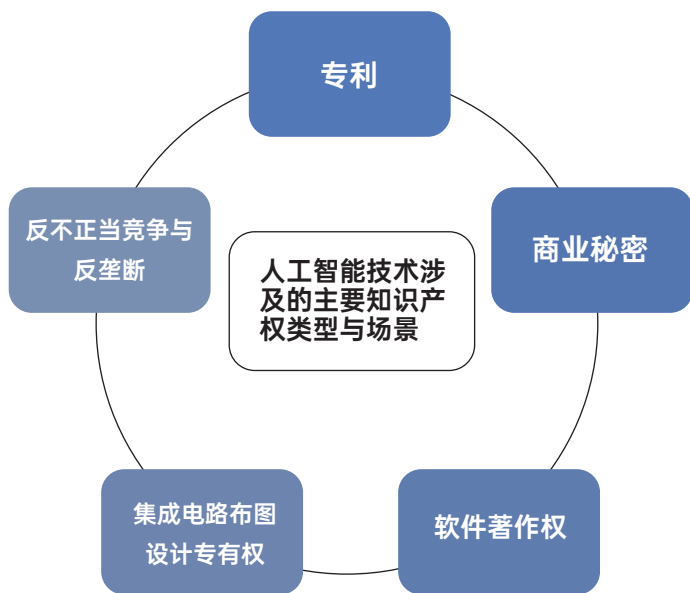 专利
反不正当竞争与
反垄断
商业秘密
人工智能技术涉
及的主要知识产
权类型与场景
集成电路布图
设计专有权
软件著作权